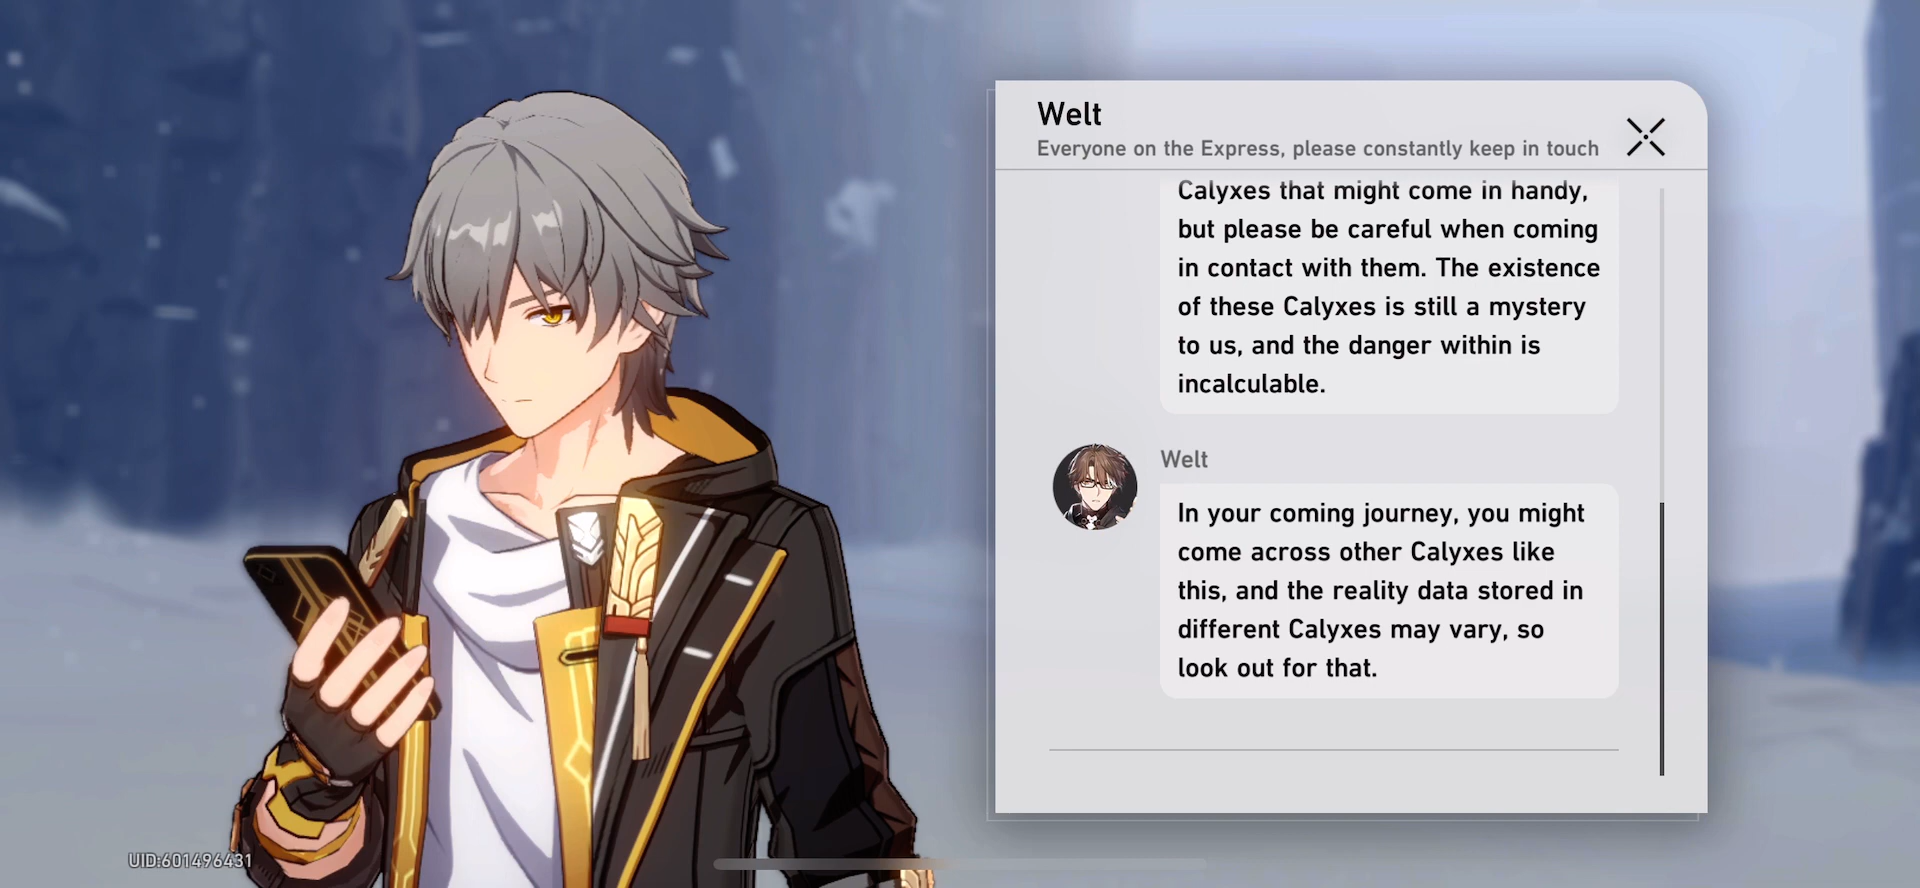 Welt
Everyone on the Express, please constantly keep in touch
Calyxes that might come in handy,
but please be careful when coming
in contact with them. The existence
of these Calyxes is still a mystery
to us, and the danger within is
incalculable.
Welt
In your coming journey, you might
come across other Calyxes like
this, and the reality data stored in
different Calyxes may vary, so
look out for that.
UID:601496431